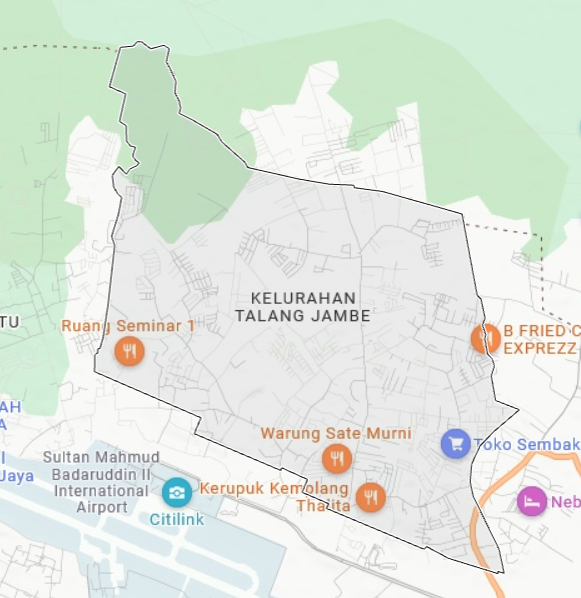 KELURAHAN
TALANG JAMBE
TU
Ruang Seminar 1
B FRIED C
EXPREZZ
AH
A
Warung Sate Murni
Toko Sembak
I
Jaya
Sultan Mahmud
Badaruddin II
International
Airport
Kerupuk Kemplang
Thalita
Citilink
Neb